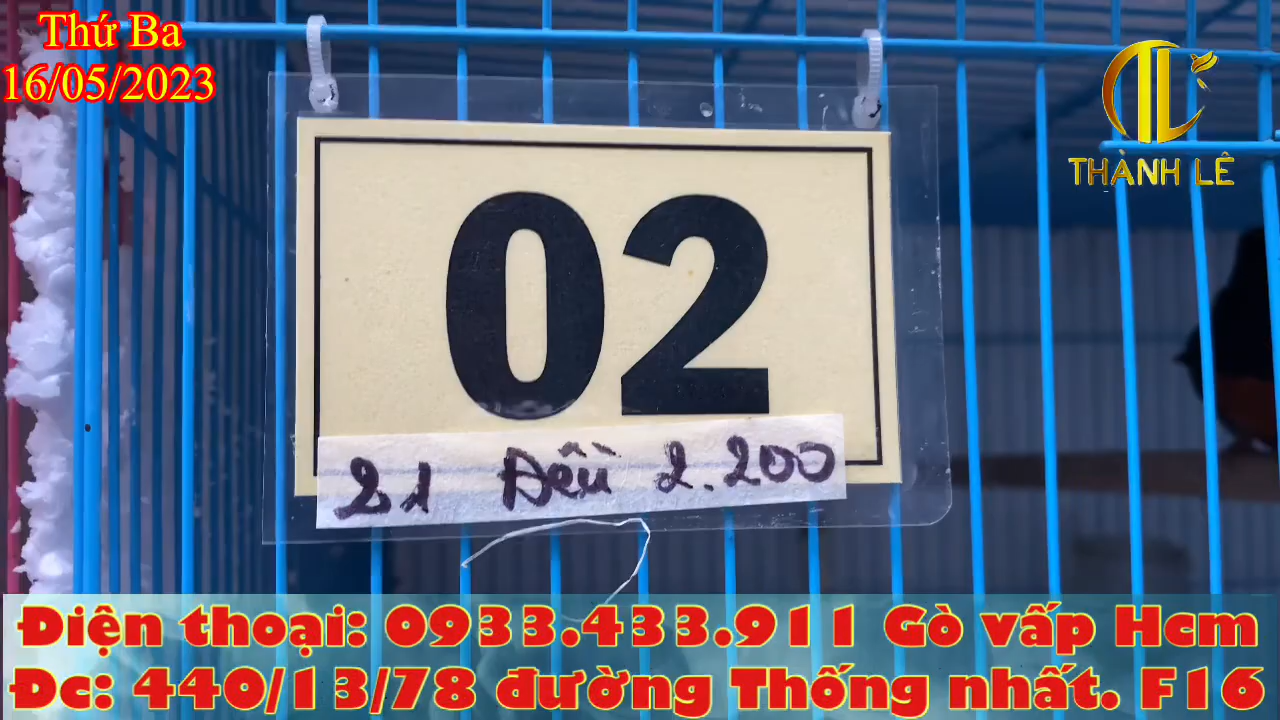 Thứ Ba
16/05/2023
THÀNH LÊ
02
21 Đều 2.200
Điện thoại: 0933.433.911 Gò vấp Hcm
Đc: 440/13/78 đường Thống nhất. F16